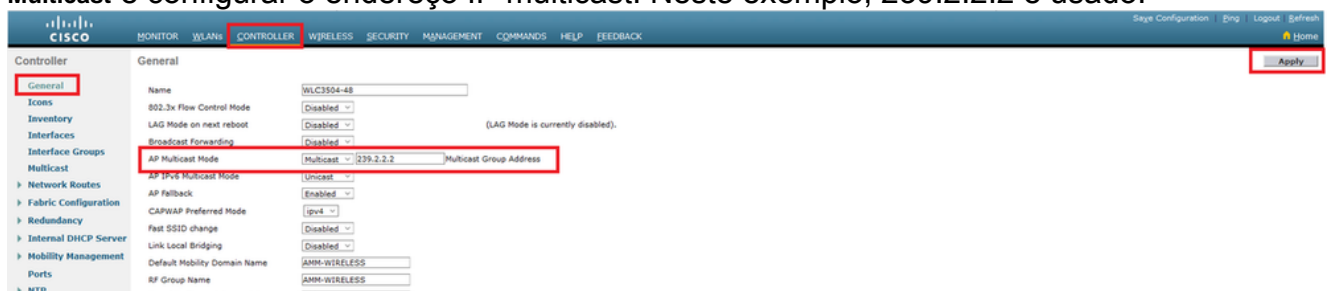 Multicast e configurar o endereço IP multicast. Neste exemplo, 239.2.2.2 é usado.
Save Configuration Ping Logout Refresh
CISCO MONITOR WLANs CONTROLLER WIRELESS SECURITY MANAGEMENT COMMANDS HELP FEEDBACK Home
Controller General Apply
General
Icons
Inventory
Interfaces
Interface Groups
Multicast
Network Routes
Fabric Configuration
Redundancy
Internal DHCP Server
Mobility Management
Ports
NTP
Name WLC3504-48
802.3x Flow Control Mode Disabled
LAG Mode on next reboot Disabled (LAG Mode is currently disabled).
Broadcast Forwarding Disabled
AP Multicast Mode Multicast 239.2.2.2 Multicast Group Address
AP IPv6 Multicast Mode Unicast
AP Fallback Enabled
CAPWAP Preferred Mode ipv4
Fast SSID change Disabled
Link Local Bridging Disabled
Default Mobility Domain Name AMM-WIRELESS
RF Group Name AMM-WIRELESS